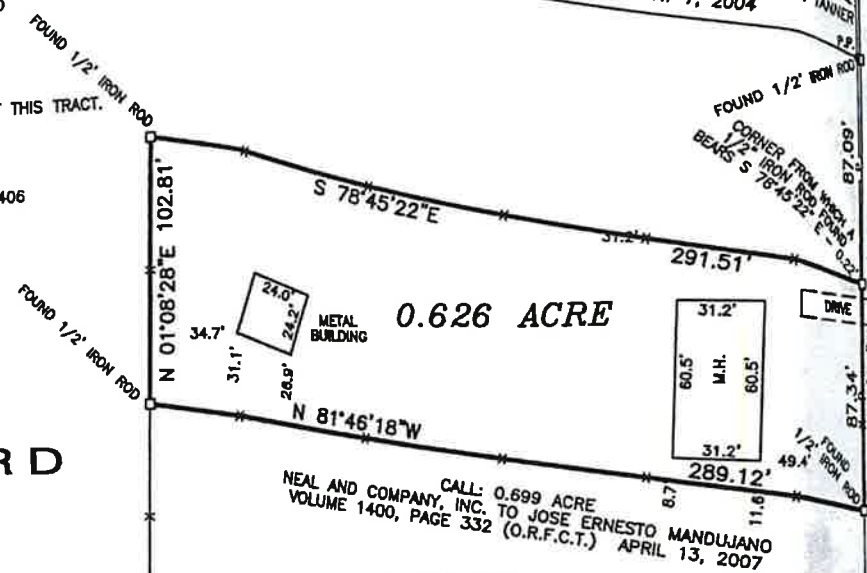 7, 2004
TANNER
P.P.
FOUND 1/2' IRON ROD
FOUND 1/2' IRON ROD
THIS TRACT.
CORNER FROM WHICH A
1/2" IRON ROD FOUND
BEARS S 78'45'22" E - 0.22'
87.09'
N 01°08'28"E 102.81'
S 78'45'22"E
31.2'
291.51'
406
24.0'
24.2'
METAL
BUILDING
34.7'
31.1'
26.9'
0.626 ACRE
31.2'
60.5'
M.H.
60.5'
31.2'
DRIVE
87.34'
FOUND 1/2' IRON ROD
N 81°46'18"W
289.12'
49.4'
FOUND
1/2' IRON ROD
8.7'
11.6'
RD
CALL: 0.699 ACRE
NEAL AND COMPANY, INC. TO JOSE ERNESTO MANDUJANO
VOLUME 1400, PAGE 332 (O.R.F.C.T.) APRIL 13, 2007